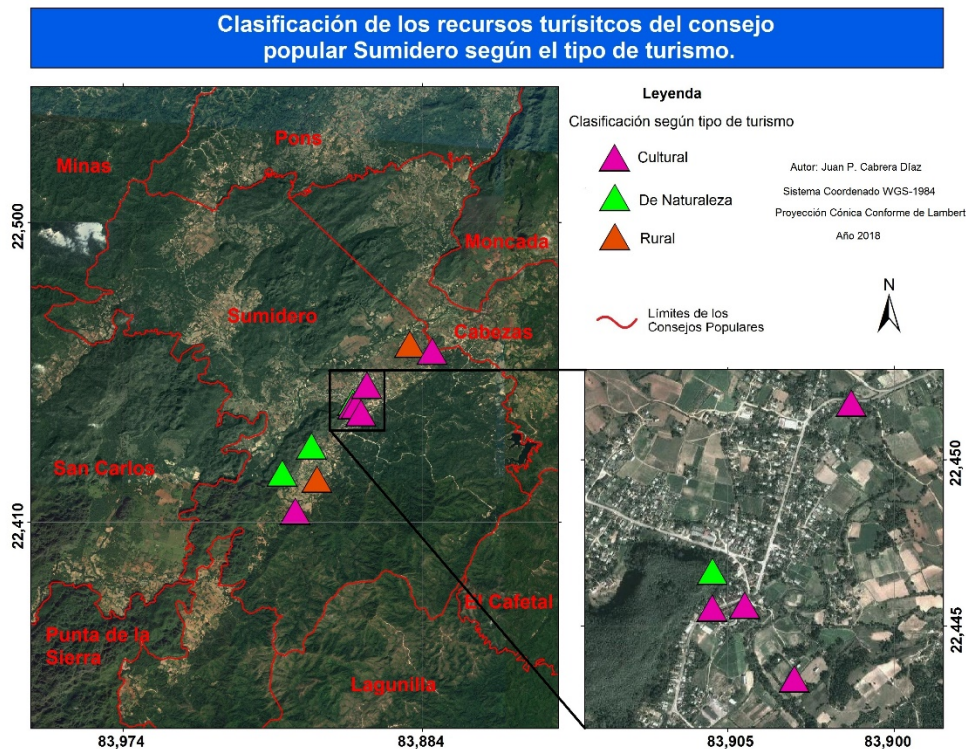 Clasificación de los recursos turísitcos del consejo
popular Sumidero según el tipo de turismo.
Leyenda
Clasificación según tipo de turismo
Cultural
De Naturaleza
Rural
Autor: Juan P. Cabrera Díaz
Sistema Coordenado WGS-1984
Proyección Cónica Conforme de Lambert
Año 2018
Límites de los
Consejos Populares
N
Pons
Minas
Moncada
Sumidero
Cabezas
San Carlos
El Cafetal
Punta de la
Sierra
Lagunilla
22,500
22,410
83,974
83,884
22,450
22,445
83,905
83,900